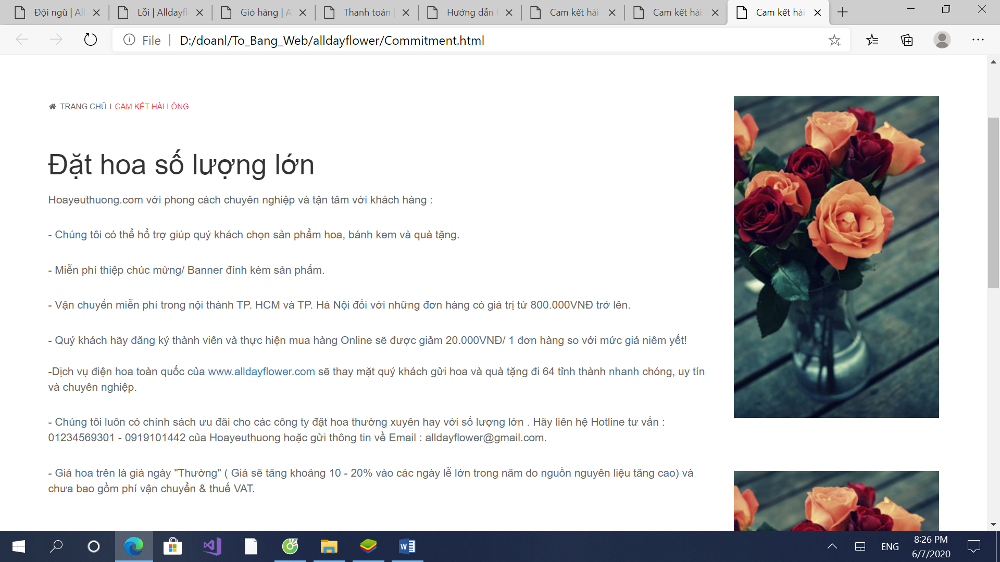 Đội ngũ | All
Lỗi | Alldayfl
Giỏ hàng | A
Thanh toán |
Hướng dẫn t
Cam kết hài
Cam kết hài
Cam kết hài
File | D:/doanl/To_Bang_Web/alldayflower/Commitment.html
TRANG CHỦ I CAM KẾT HÀI LÒNG
Đặt hoa số lượng lớn
Hoayeuthuong.com với phong cách chuyên nghiệp và tận tâm với khách hàng :
- Chúng tôi có thể hổ trợ giúp quý khách chọn sản phẩm hoa, bánh kem và quà tặng.
- Miễn phí thiệp chúc mừng/ Banner đính kèm sản phẩm.
- Vận chuyển miễn phí trong nội thành TP. HCM và TP. Hà Nội đối với những đơn hàng có giá trị từ 800.000VNĐ trở lên.
- Quý khách hãy đăng ký thành viên và thực hiện mua hàng Online sẽ được giảm 20.000VNĐ/ 1 đơn hàng so với mức giá niêm yết!
-Dịch vụ điện hoa toàn quốc của www.alldayflower.com sẽ thay mặt quý khách gửi hoa và quà tặng đi 64 tỉnh thành nhanh chóng, uy tín
và chuyên nghiệp.
- Chúng tôi luôn có chính sách ưu đãi cho các công ty đặt hoa thường xuyên hay với số lượng lớn . Hãy liên hệ Hotline tư vấn :
01234569301 - 0919101442 của Hoayeuthuong hoặc gửi thông tin về Email : alldayflower@gmail.com.
- Giá hoa trên là giá ngày "Thường" ( Giá sẽ tăng khoảng 10 - 20% vào các ngày lễ lớn trong năm do nguồn nguyên liệu tăng cao) và
chưa bao gồm phí vận chuyển & thuế VAT.
ENG
8:26 PM
6/7/2020